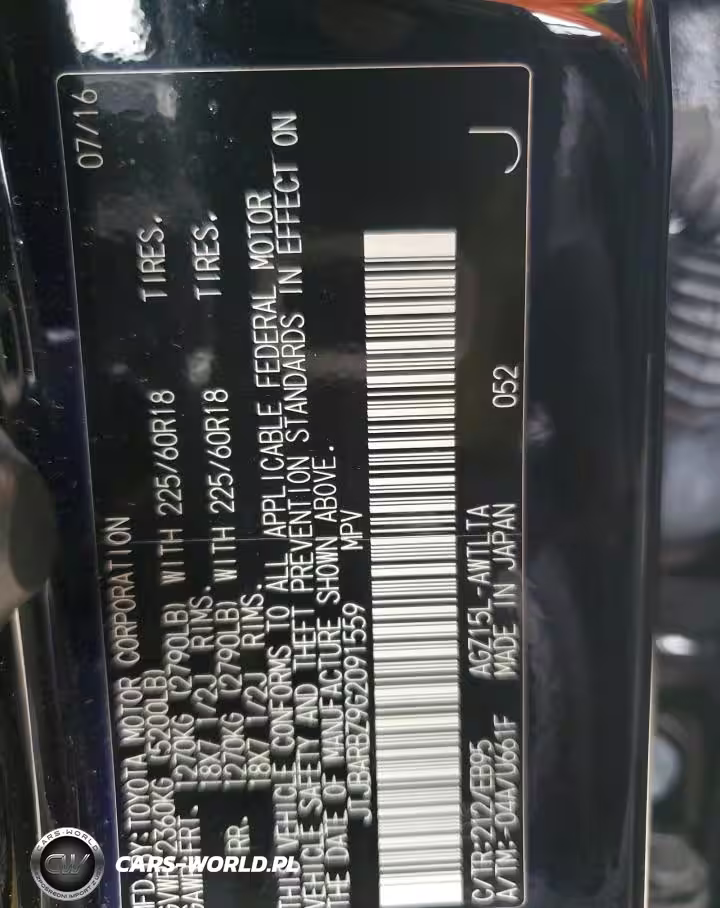 07/16
MFD. BY: TOYOTA MOTOR CORPORATION
GVWR 2360KG (5200LB)
GAWR FRT. 1270KG (2790LB) WITH 225/60R18 TIRES.
18X7 1/2J RIMS.
RR. 1270KG (2790LB) WITH 225/60R18 TIRES.
18X7 1/2J RIMS.
THIS VEHICLE CONFORMS TO ALL APPLICABLE FEDERAL MOTOR
VEHICLE SAFETY AND THEFT PREVENTION STANDARDS IN EFFECT ON
THE DATE OF MANUFACTURE SHOWN ABOVE.
JTJBARBZ9G2091559 MPV
C/TR:212/EB95 AGZ15L-AWTLTA 052 J
A/TM:-04A/U661F MADE IN JAPAN
CARS-WORLD
CW
CARS-WORLD.PL